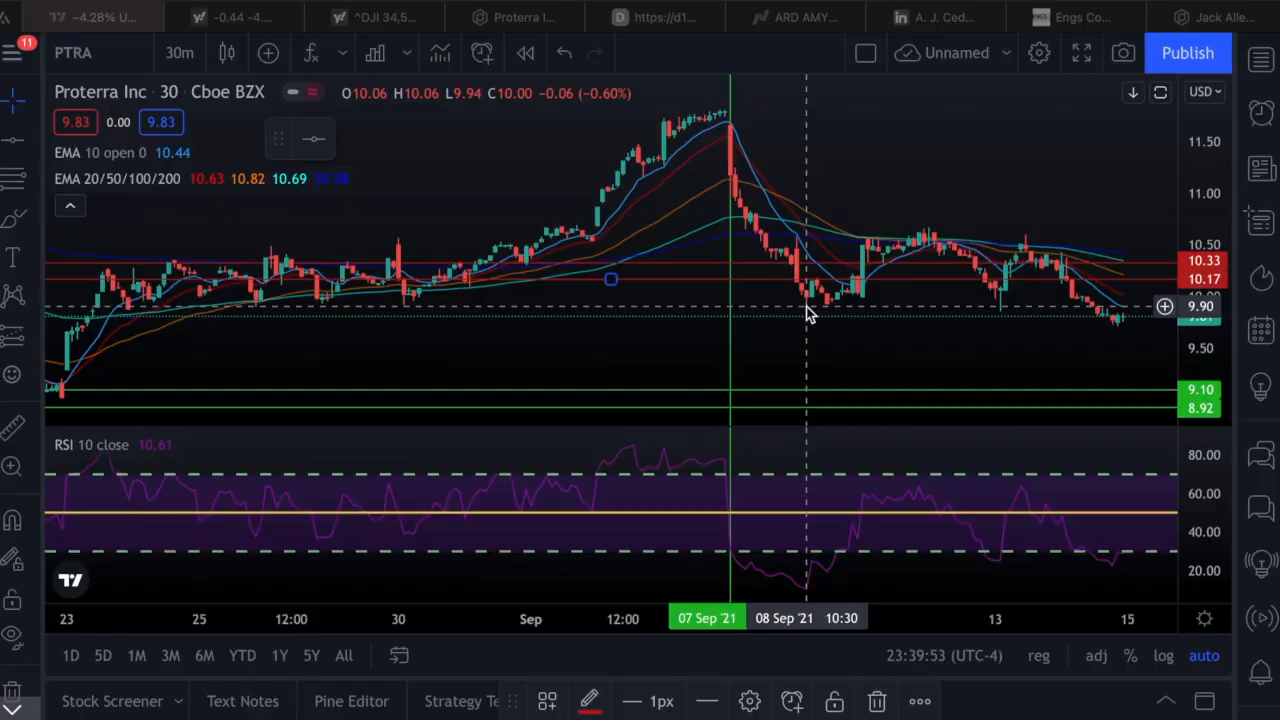 -4.28% U...
-0.44 -4....
^DJI 34,5...
Proterra I...
https://d1...
ARD AMY...
A. J. Ced...
Engs Co...
Jack Alle...
11
PTRA
30m
Unnamed
Publish
Proterra Inc · 30 · Cboe BZX
O10.06 H10.06 L9.94 C10.00 -0.06 (-0.60%)
USD
9.83 0.00 9.83
EMA 10 open 0 10.44
EMA 20/50/100/200 10.63 10.82 10.69 10.58
11.50
11.00
10.50
10.33
10.17
9.90
9.50
9.10
8.92
RSI 10 close 10.61
80.00
60.00
40.00
20.00
23 25 12:00 30 Sep 12:00 07 Sep '21 08 Sep '21 10:30 13 15
1D 5D 1M 3M 6M YTD 1Y 5Y All
23:39:53 (UTC-4) reg adj % log auto
Stock Screener Text Notes Pine Editor Strategy Te
1px